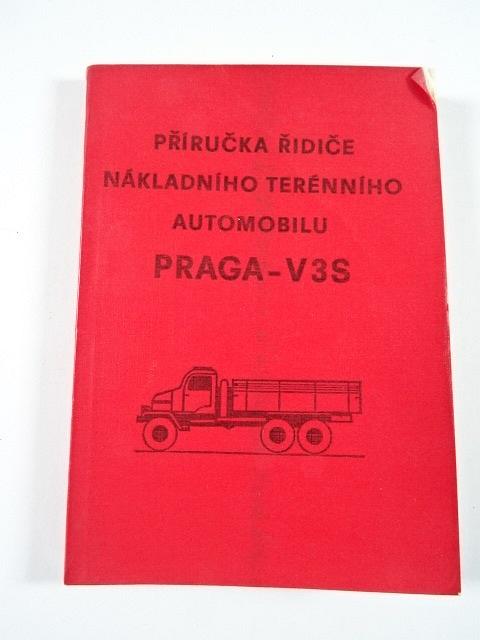 PŘÍRUČKA ŘIDIČE
NÁKLADNÍHO TERÉNNÍHO
AUTOMOBILU
PRAGA-V3S